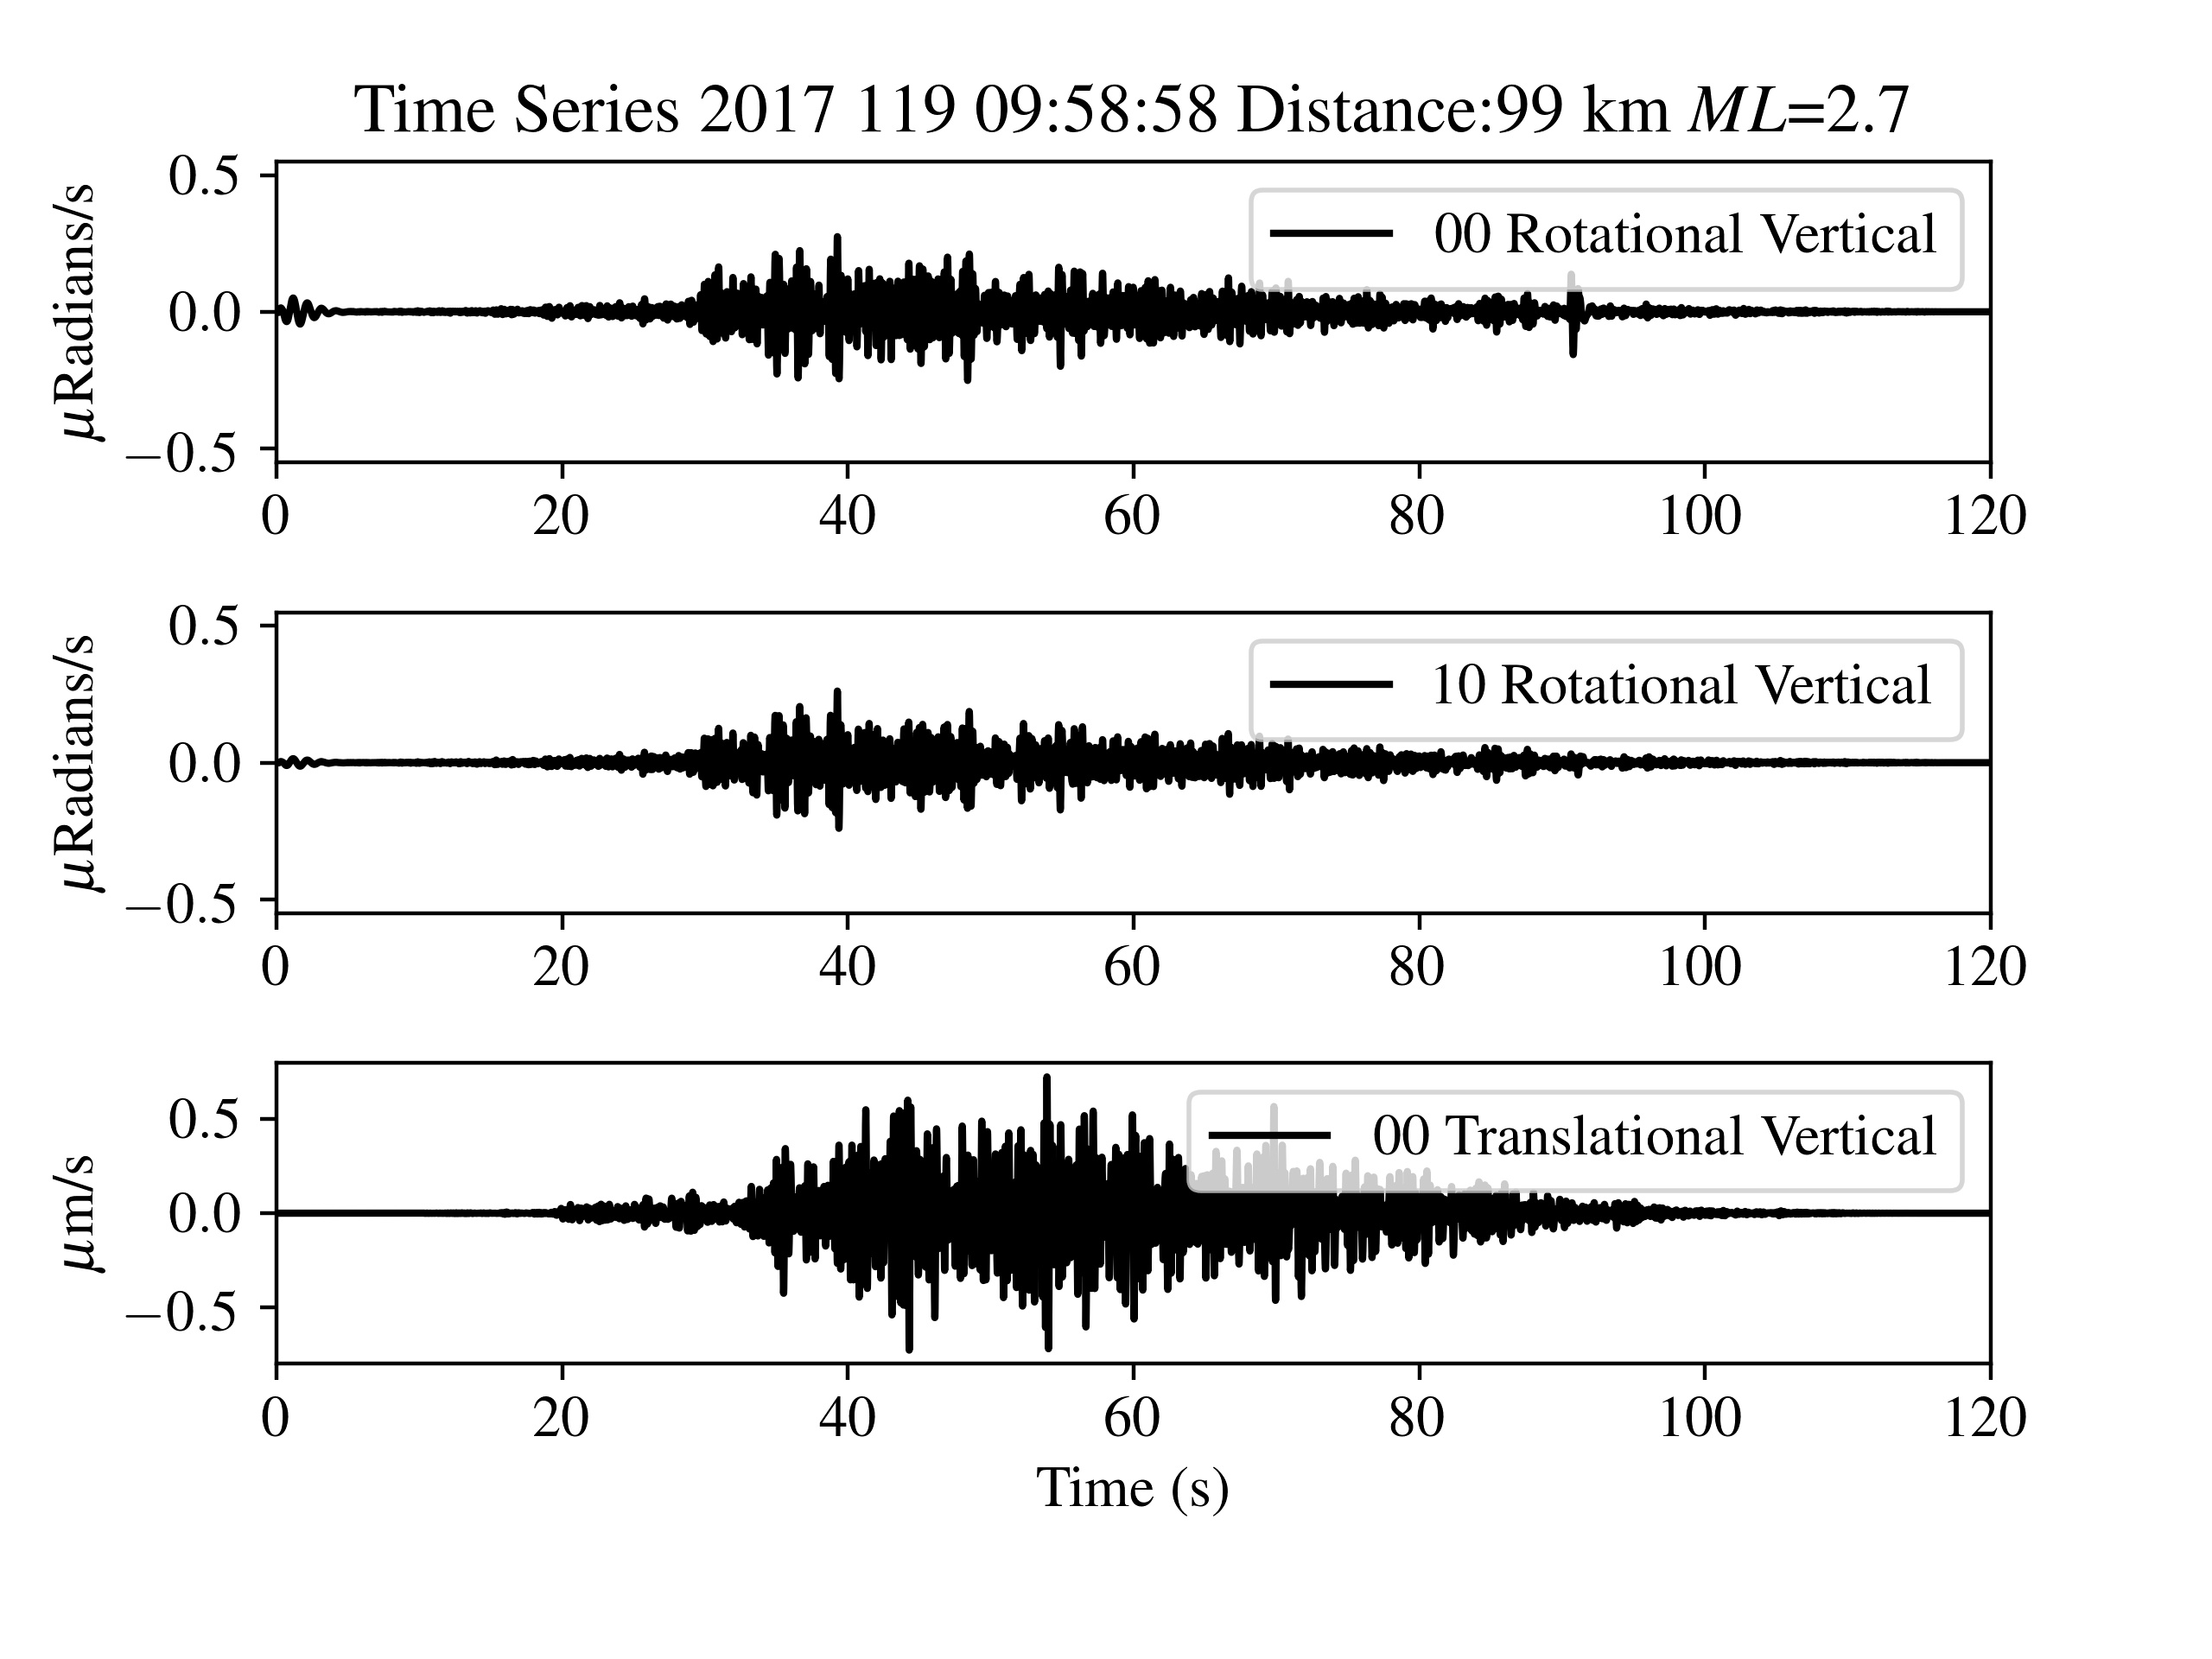 Time Series 2017 119 09:58:58 Distance:99 km ML=2.7
μRadians/s
0.5
0.0
−0.5
00 Rotational Vertical
0 20 40 60 80 100 120
μRadians/s
0.5
0.0
−0.5
10 Rotational Vertical
0 20 40 60 80 100 120
μm/s
0.5
0.0
−0.5
00 Translational Vertical
0 20 40 60 80 100 120
Time (s)